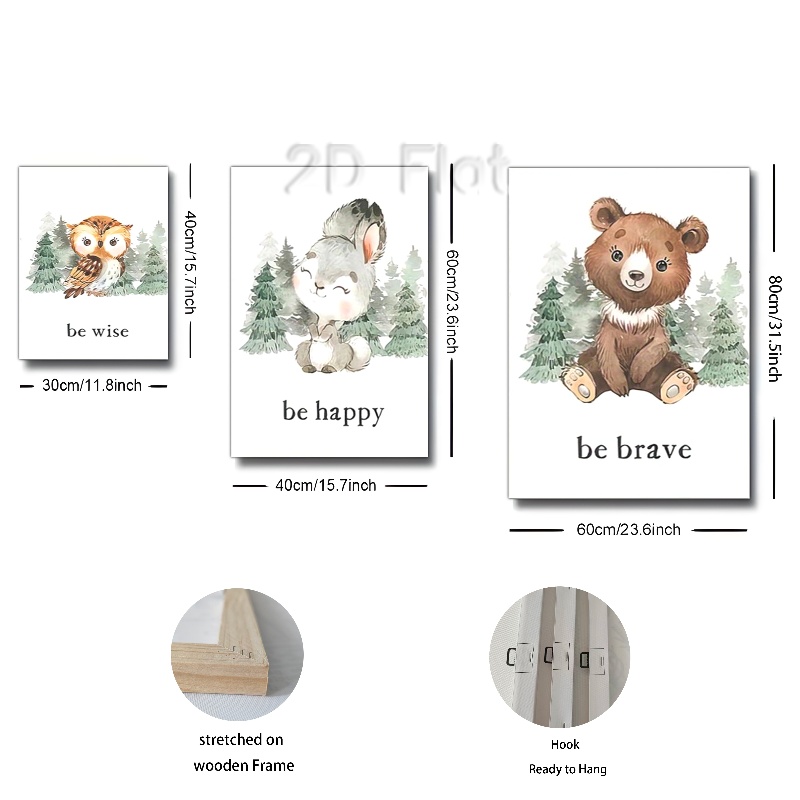 2D Flat
be wise
40cm/15.7inch
30cm/11.8inch
be happy
60cm/23.6inch
40cm/15.7inch
be brave
80cm/31.5inch
60cm/23.6inch
stretched on
wooden Frame
Hook
Ready to Hang